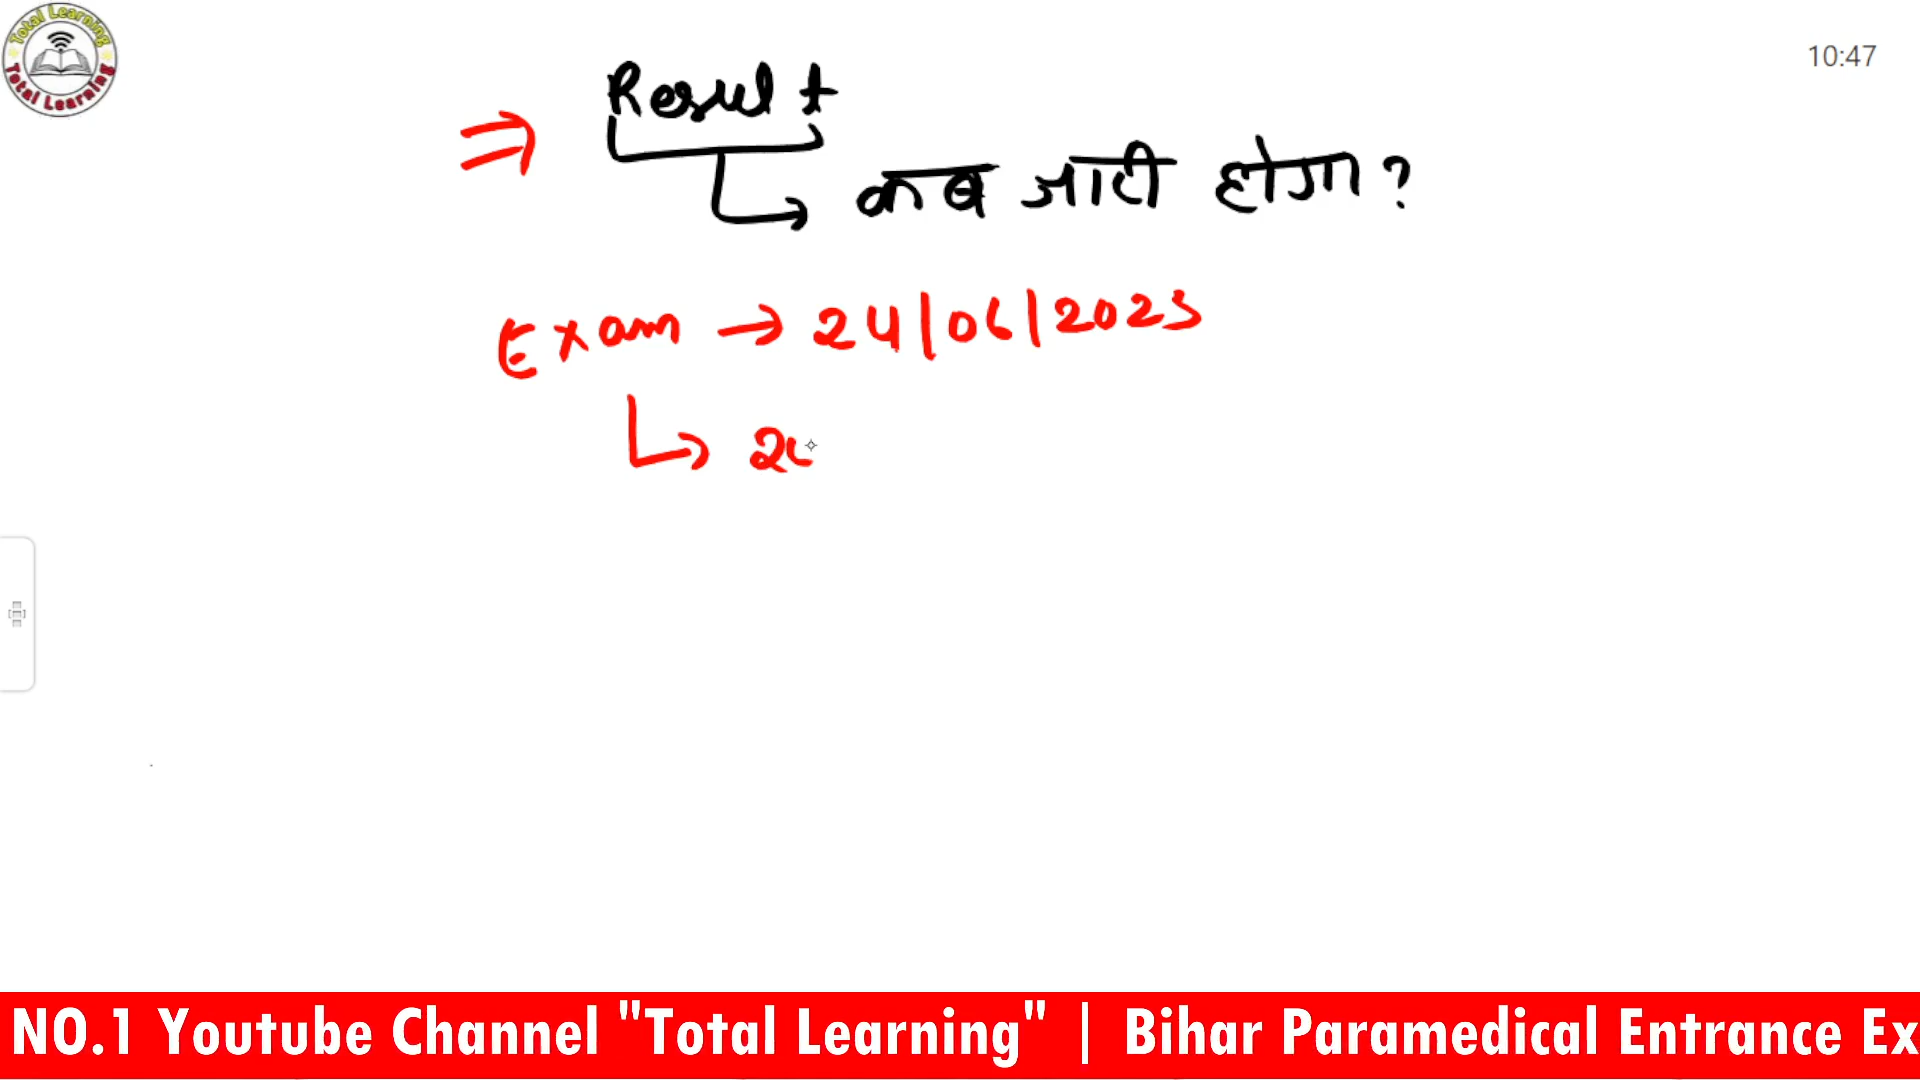 Total Learning
Total Learning
10:47
⇒ Result
→ कब जारी होगा ?
Exam → 24/06/2023
→ 2
NO.1 Youtube Channel "Total Learning" | Bihar Paramedical Entrance Ex